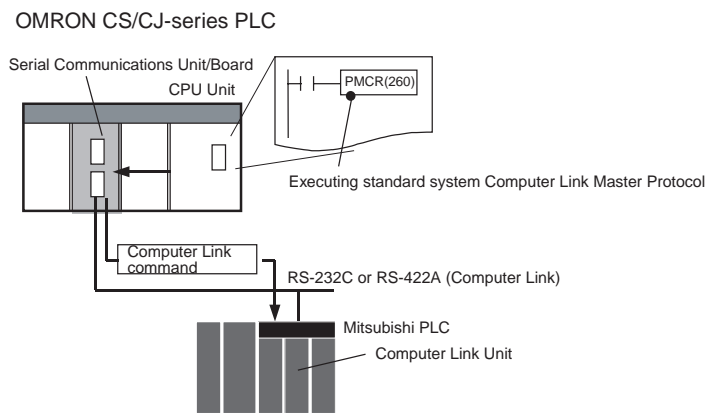 OMRON CS/CJ-series PLC
Serial Communications Unit/Board
CPU Unit
PMCR(260)
Executing standard system Computer Link Master Protocol
Computer Link
command
RS-232C or RS-422A (Computer Link)
Mitsubishi PLC
Computer Link Unit